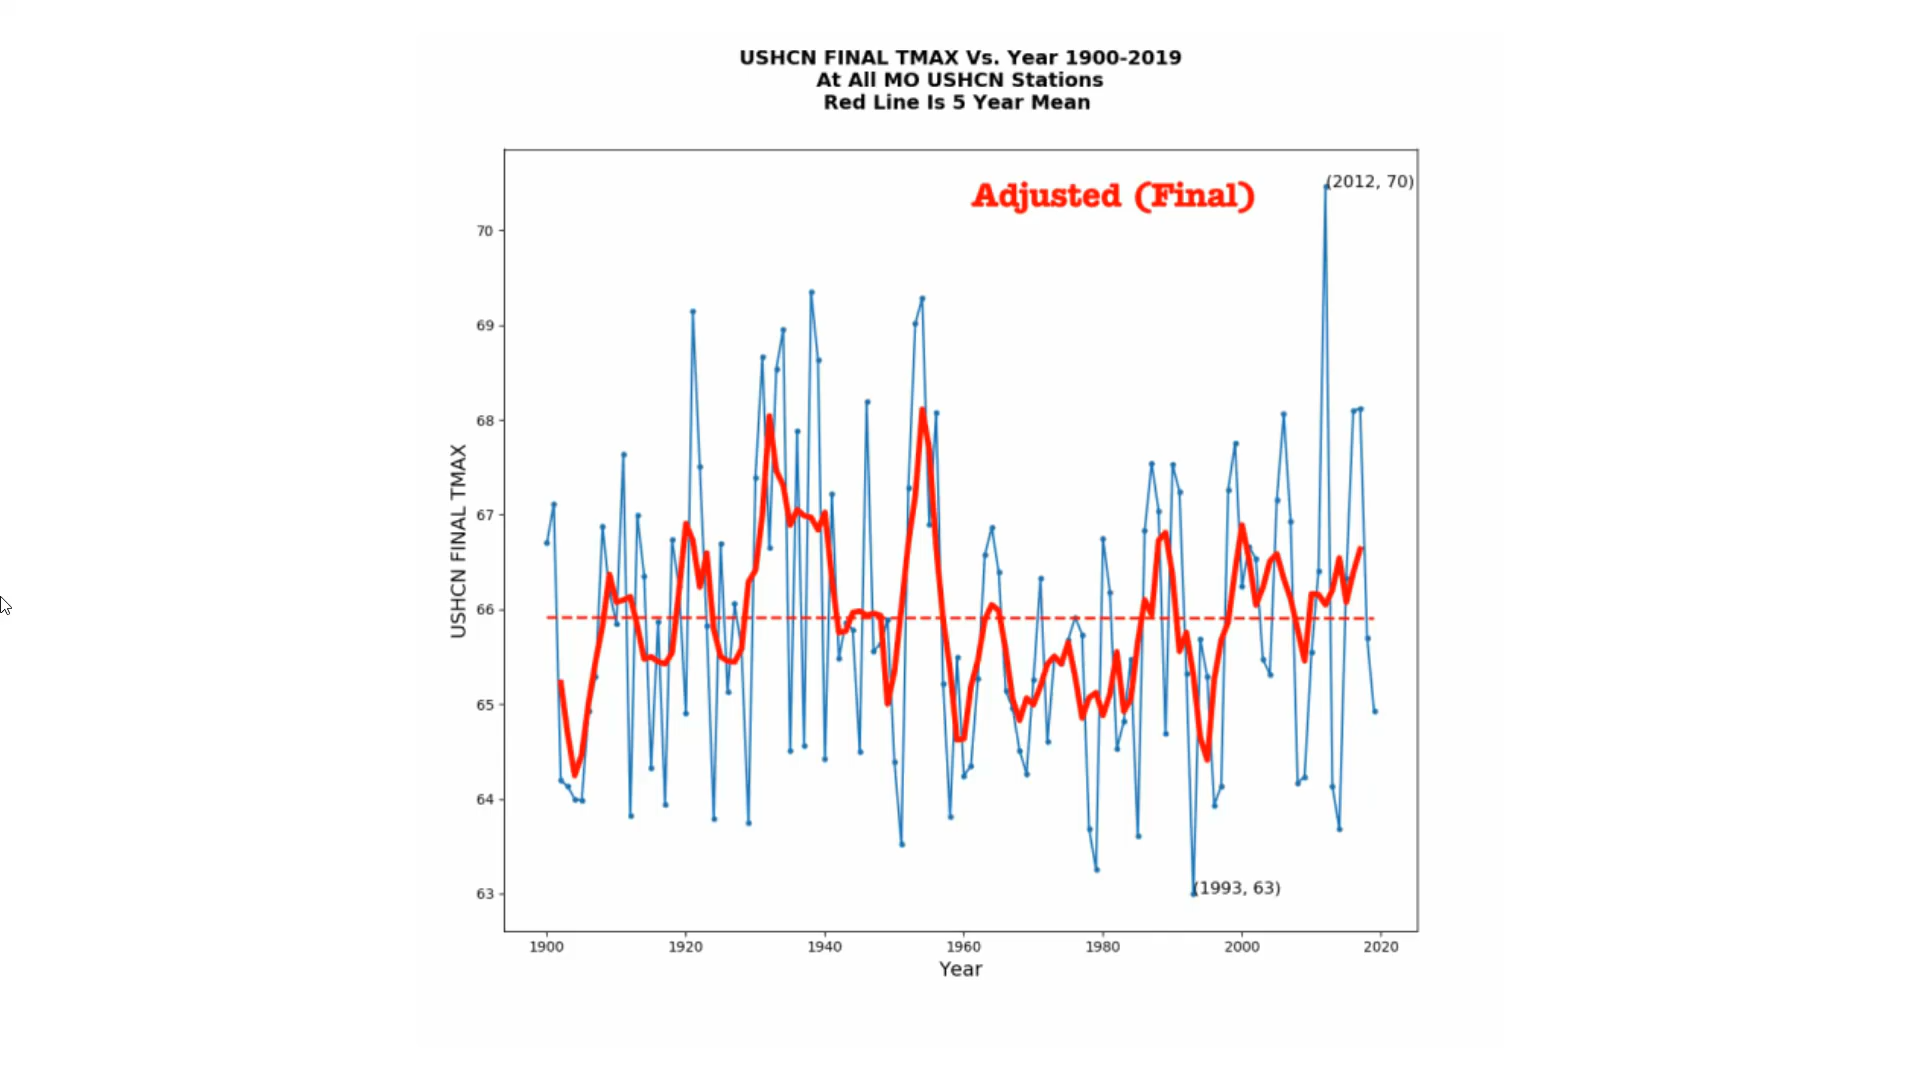 USHCN FINAL TMAX Vs. Year 1900-2019
At All MO USHCN Stations
Red Line Is 5 Year Mean
Adjusted (Final)
(2012, 70)
70
69
68
67
66
65
64
63
USHCN FINAL TMAX
(1993, 63)
1900 1920 1940 1960 1980 2000 2020
Year